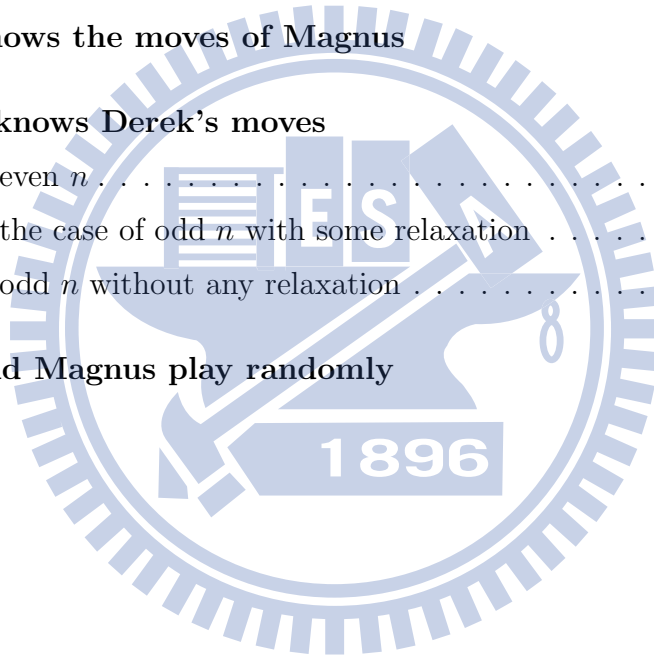 nows the moves of Magnus
knows Derek's moves
even n . . . . . . . . . . . . . . . . . . . . . . . . .
the case of odd n with some relaxation . . . . .
odd n without any relaxation . . . . . . . . . . .
d Magnus play randomly
E S A
8
1896